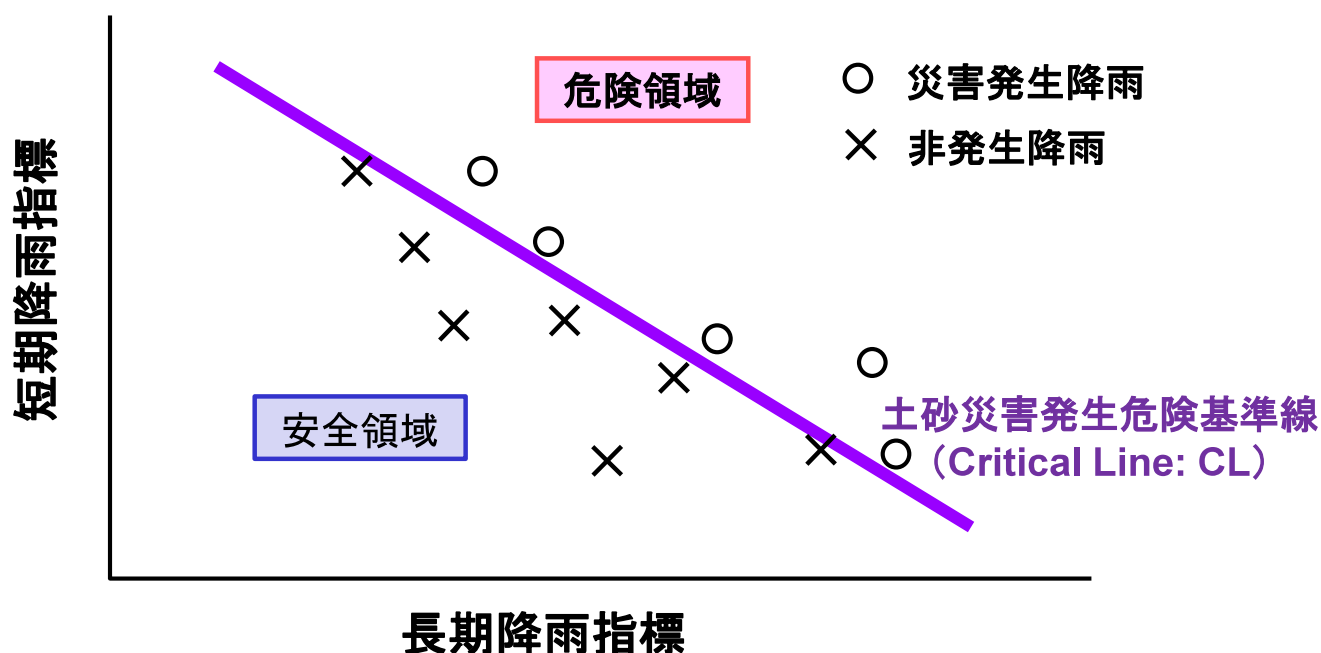 危険領域
災害発生降雨
非発生降雨
短期降雨指標
安全領域
土砂災害発生危険基準線
（Critical Line: CL）
長期降雨指標